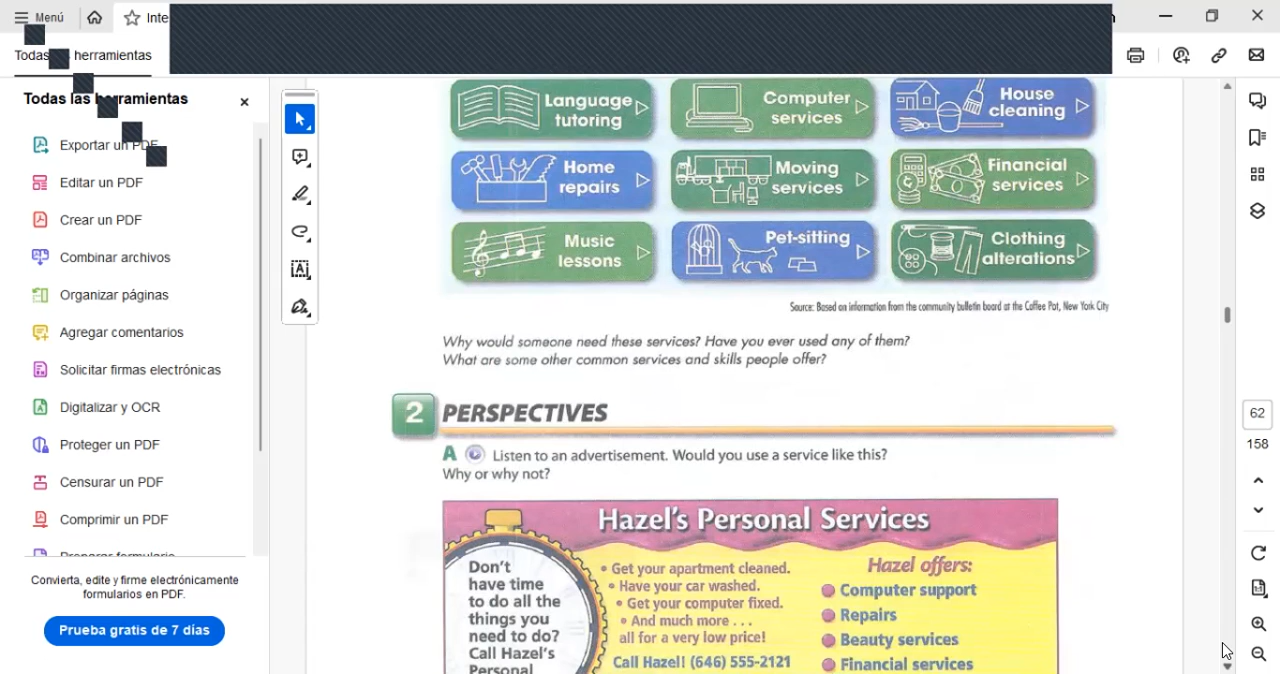 Menú
Todas herramientas
Todas las herramientas
Exportar un PDF
Editar un PDF
Crear un PDF
Combinar archivos
Organizar páginas
Agregar comentarios
Solicitar firmas electrónicas
Digitalizar y OCR
Proteger un PDF
Censurar un PDF
Comprimir un PDF
Preparar formulario
Convierta, edite y firme electrónicamente
formularios en PDF.
Prueba gratis de 7 días
Language
tutoring
Computer
services
House
cleaning
Home
repairs
Moving
services
Financial
services
Music
lessons
Pet-sitting
Clothing
alterations
Source: Based on information from the community bulletin board at the Coffee Pot, New York City
Why would someone need these services? Have you ever used any of them?
What are some other common services and skills people offer?
2 PERSPECTIVES
A Listen to an advertisement. Would you use a service like this?
Why or why not?
Hazel's Personal Services
Don't
have time
to do all the
things you
need to do?
Call Hazel's
Personal
• Get your apartment cleaned.
• Have your car washed.
• Get your computer fixed.
• And much more . . .
all for a very low price!
Call Hazel! (646) 555-2121
Hazel offers:
Computer support
Repairs
Beauty services
Financial services
62
158